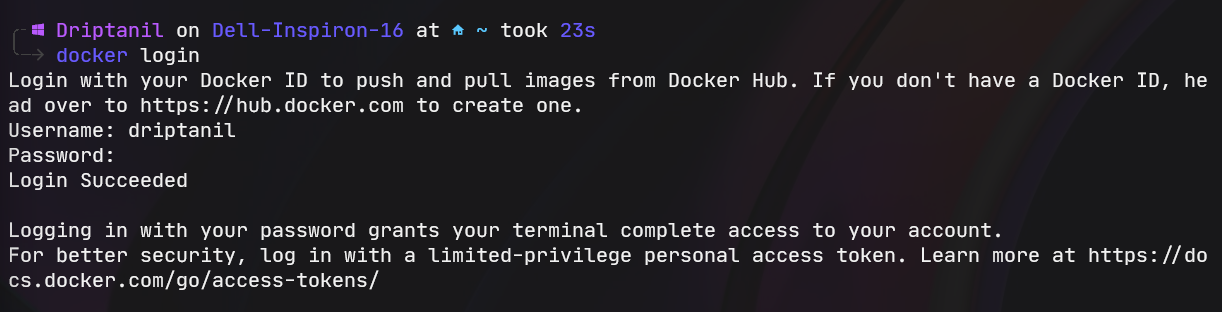 Driptanil on Dell-Inspiron-16 at ~ took 23s
docker login
Login with your Docker ID to push and pull images from Docker Hub. If you don't have a Docker ID, he
ad over to https://hub.docker.com to create one.
Username: driptanil
Password:
Login Succeeded
Logging in with your password grants your terminal complete access to your account.
For better security, log in with a limited-privilege personal access token. Learn more at https://do
cs.docker.com/go/access-tokens/